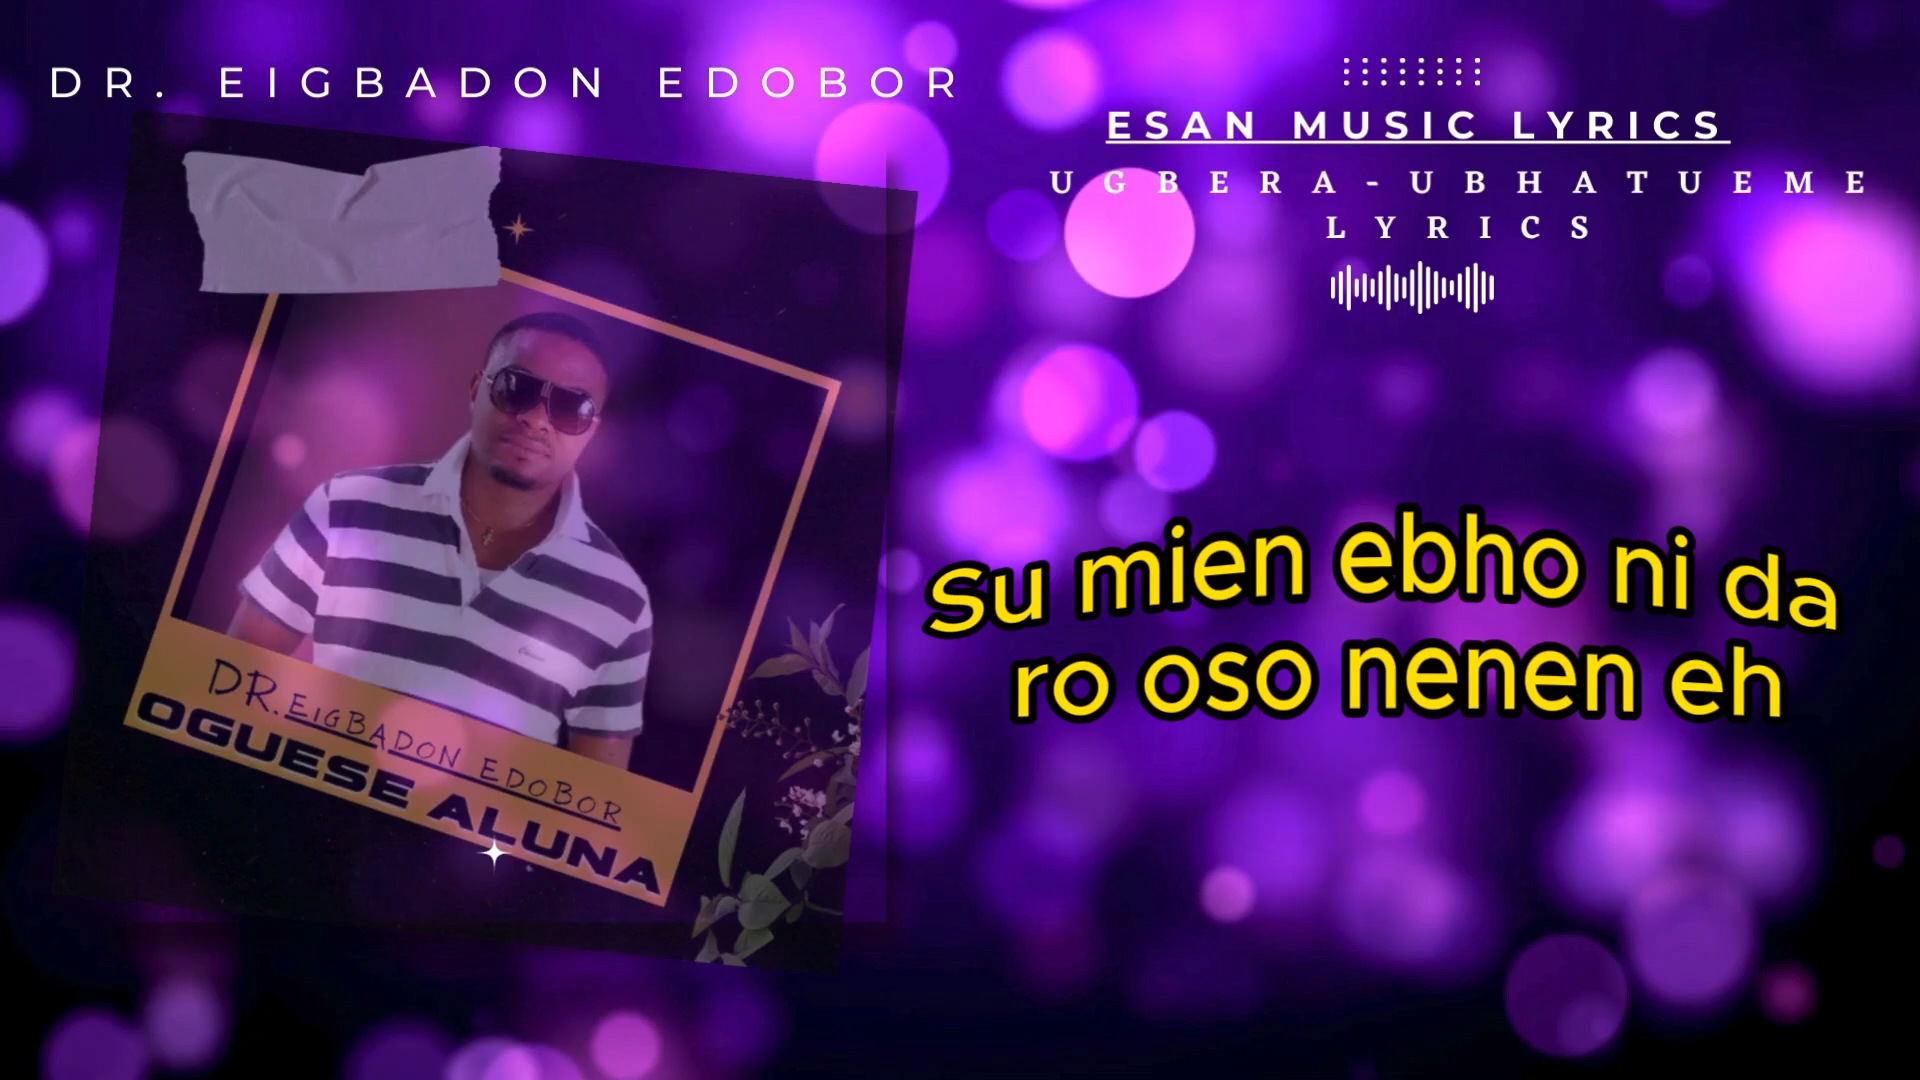 DR. EIGBADON EDOBOR
ESAN MUSIC LYRICS
UGBERA-UBHATUEME
LYRICS
Su mien ebho ni da
ro oso nenen eh
DR. EIGBADON EDOBOR
OGUESE ALUNA